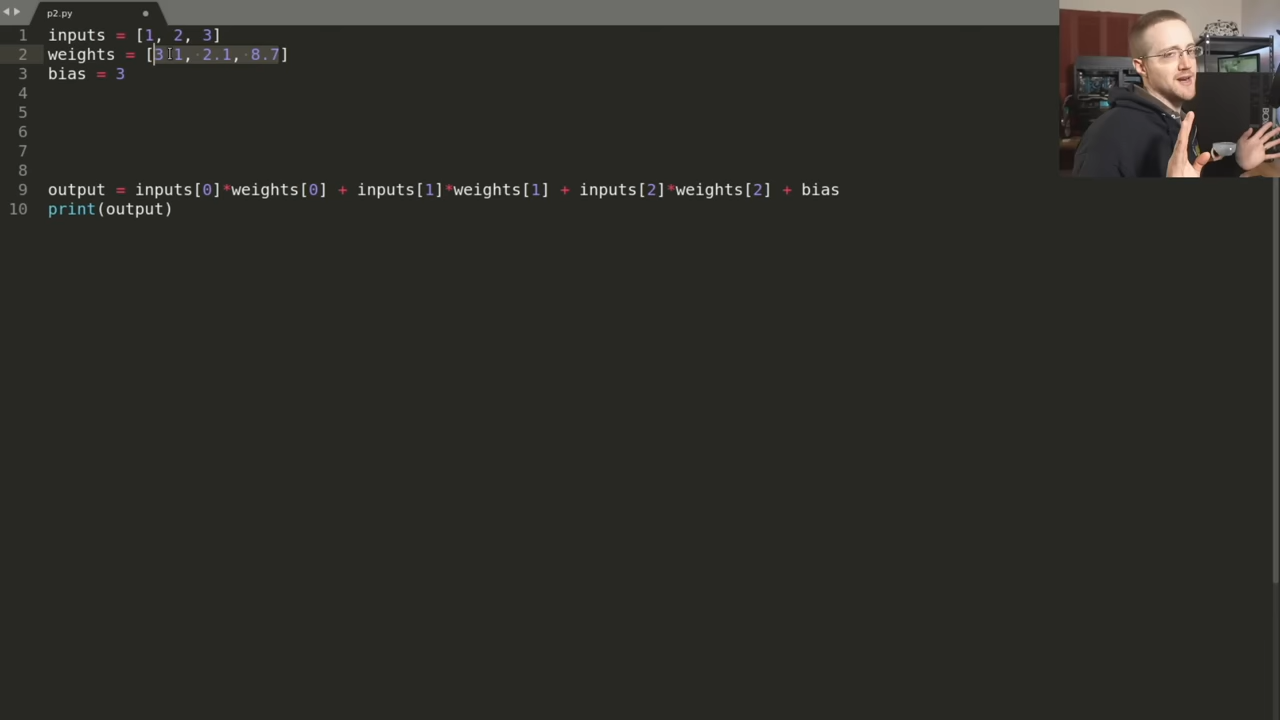 p2.py
1 inputs = [1, 2, 3]
2 weights = [3.1, 2.1, 8.7]
3 bias = 3
4
5
6
7
8
9 output = inputs[0]*weights[0] + inputs[1]*weights[1] + inputs[2]*weights[2] + bias
10 print(output)